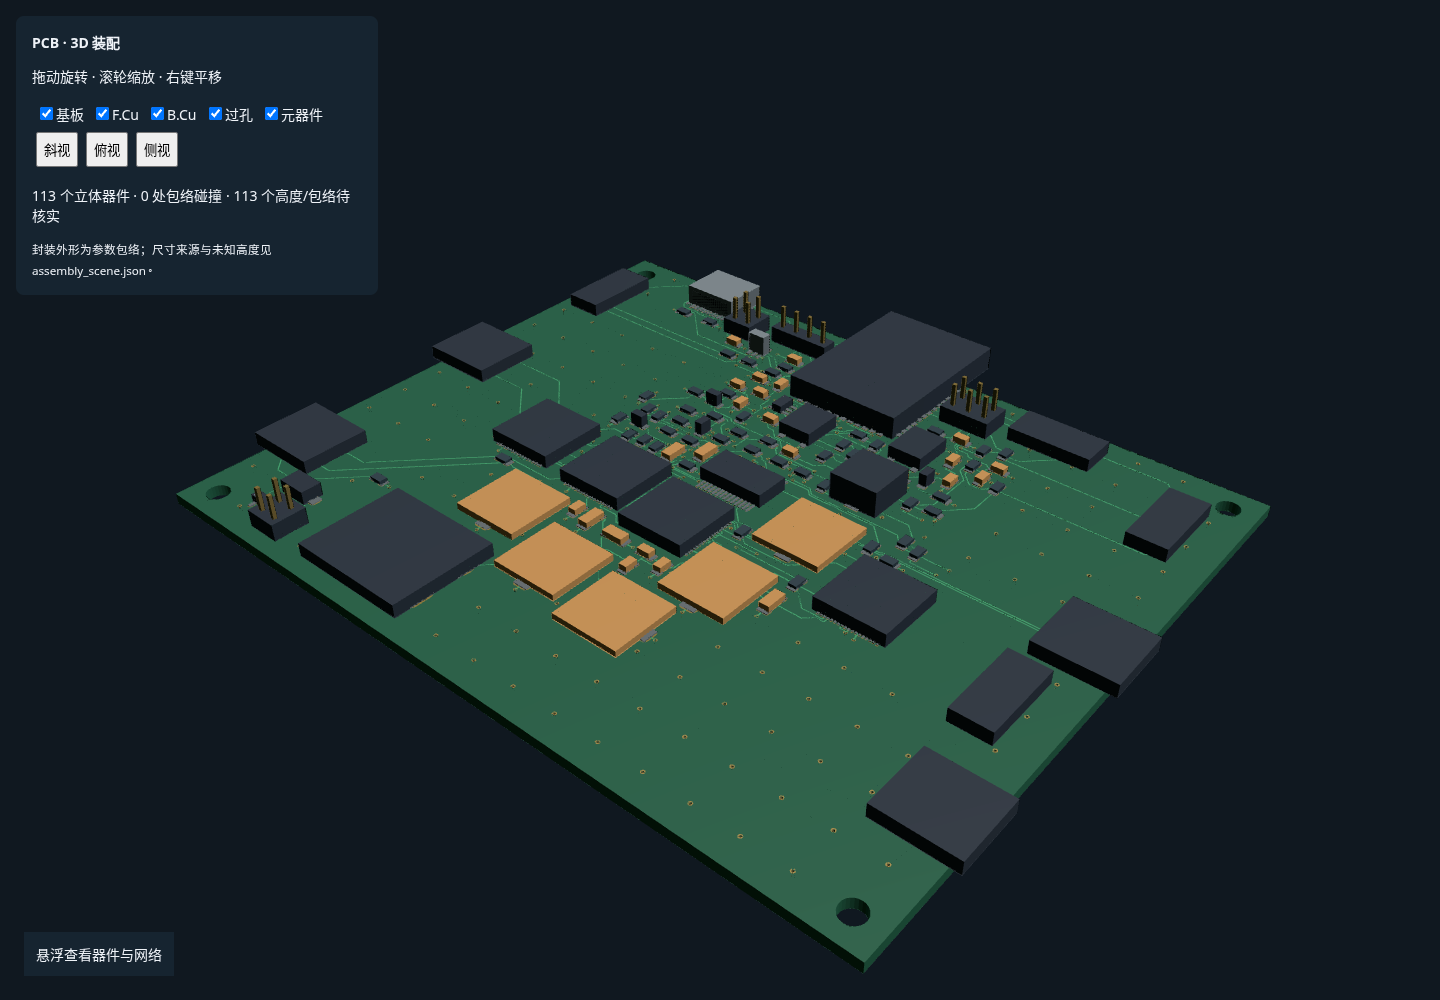 PCB · 3D 装配
拖动旋转 · 滚轮缩放 · 右键平移
基板 F.Cu B.Cu 过孔 元器件
斜视 俯视 侧视
113 个立体器件 · 0 处包络碰撞 · 113 个高度/包络待
核实
封装外形为参数包络；尺寸来源与未知高度见
assembly_scene.json。
悬浮查看器件与网络